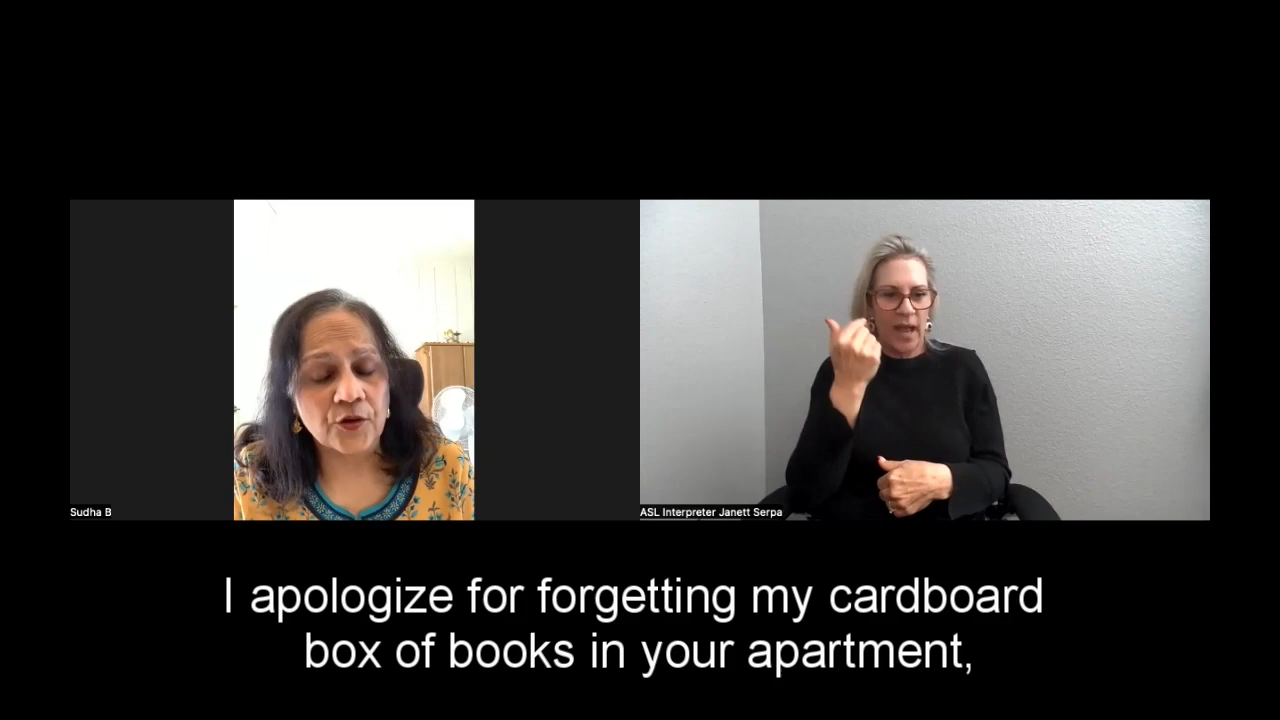 Sudha B
ASL Interpreter Janett Serpa
I apologize for forgetting my cardboard
box of books in your apartment,